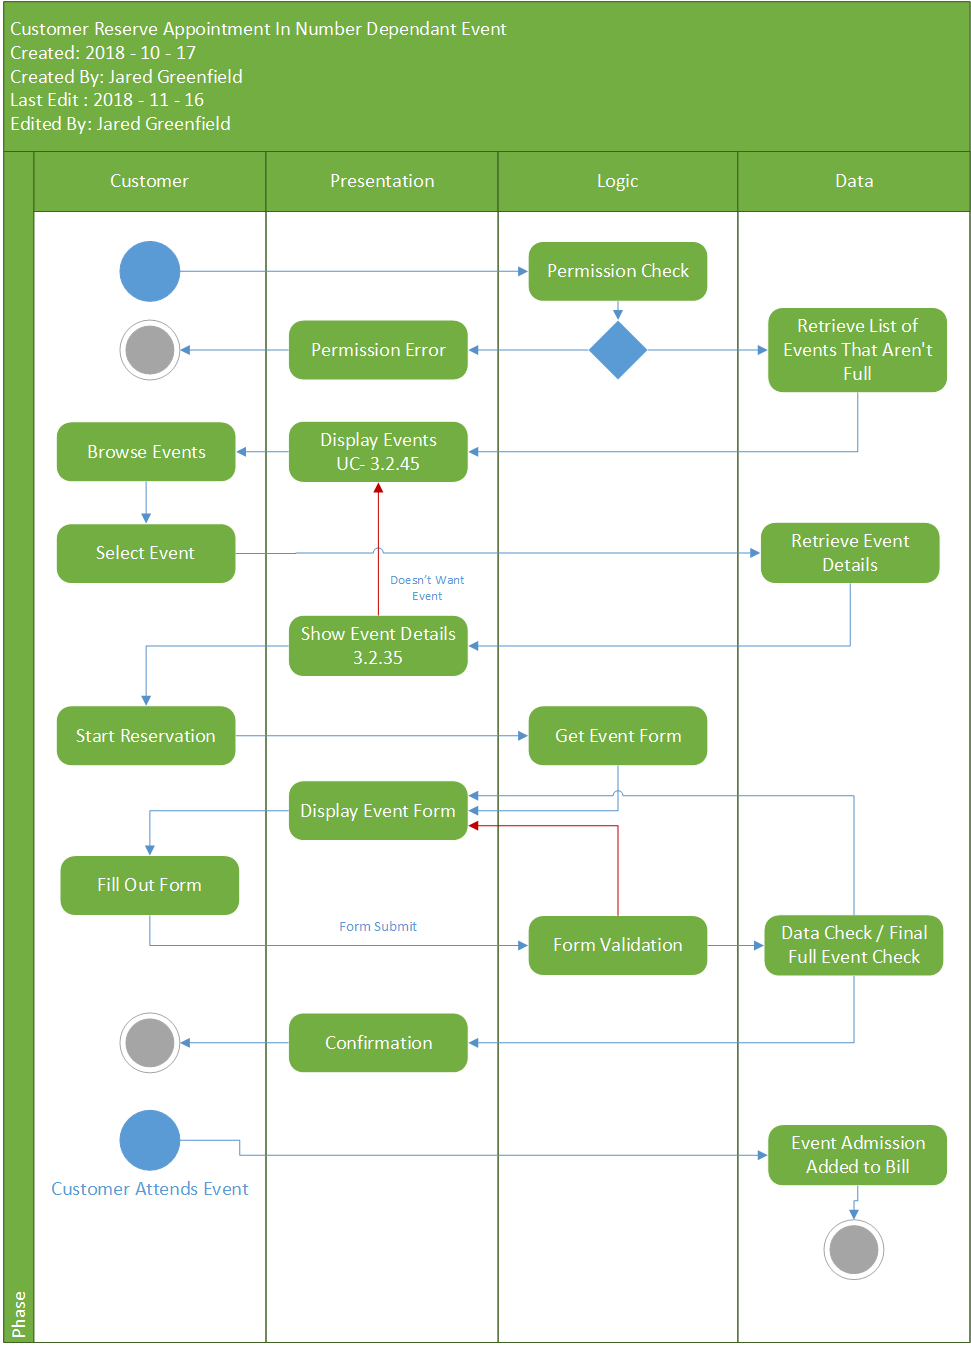 Customer Reserve Appointment In Number Dependant Event
Created: 2018 - 10 - 17
Created By: Jared Greenfield
Last Edit : 2018 - 11 - 16
Edited By: Jared Greenfield
Customer
Presentation
Logic
Data
Permission Check
Permission Error
Retrieve List of
Events That Aren't
Full
Browse Events
Display Events
UC- 3.2.45
Select Event
Retrieve Event
Details
Doesn't Want
Event
Show Event Details
3.2.35
Start Reservation
Get Event Form
Display Event Form
Fill Out Form
Form Submit
Form Validation
Data Check / Final
Full Event Check
Confirmation
Customer Attends Event
Event Admission
Added to Bill
Phase